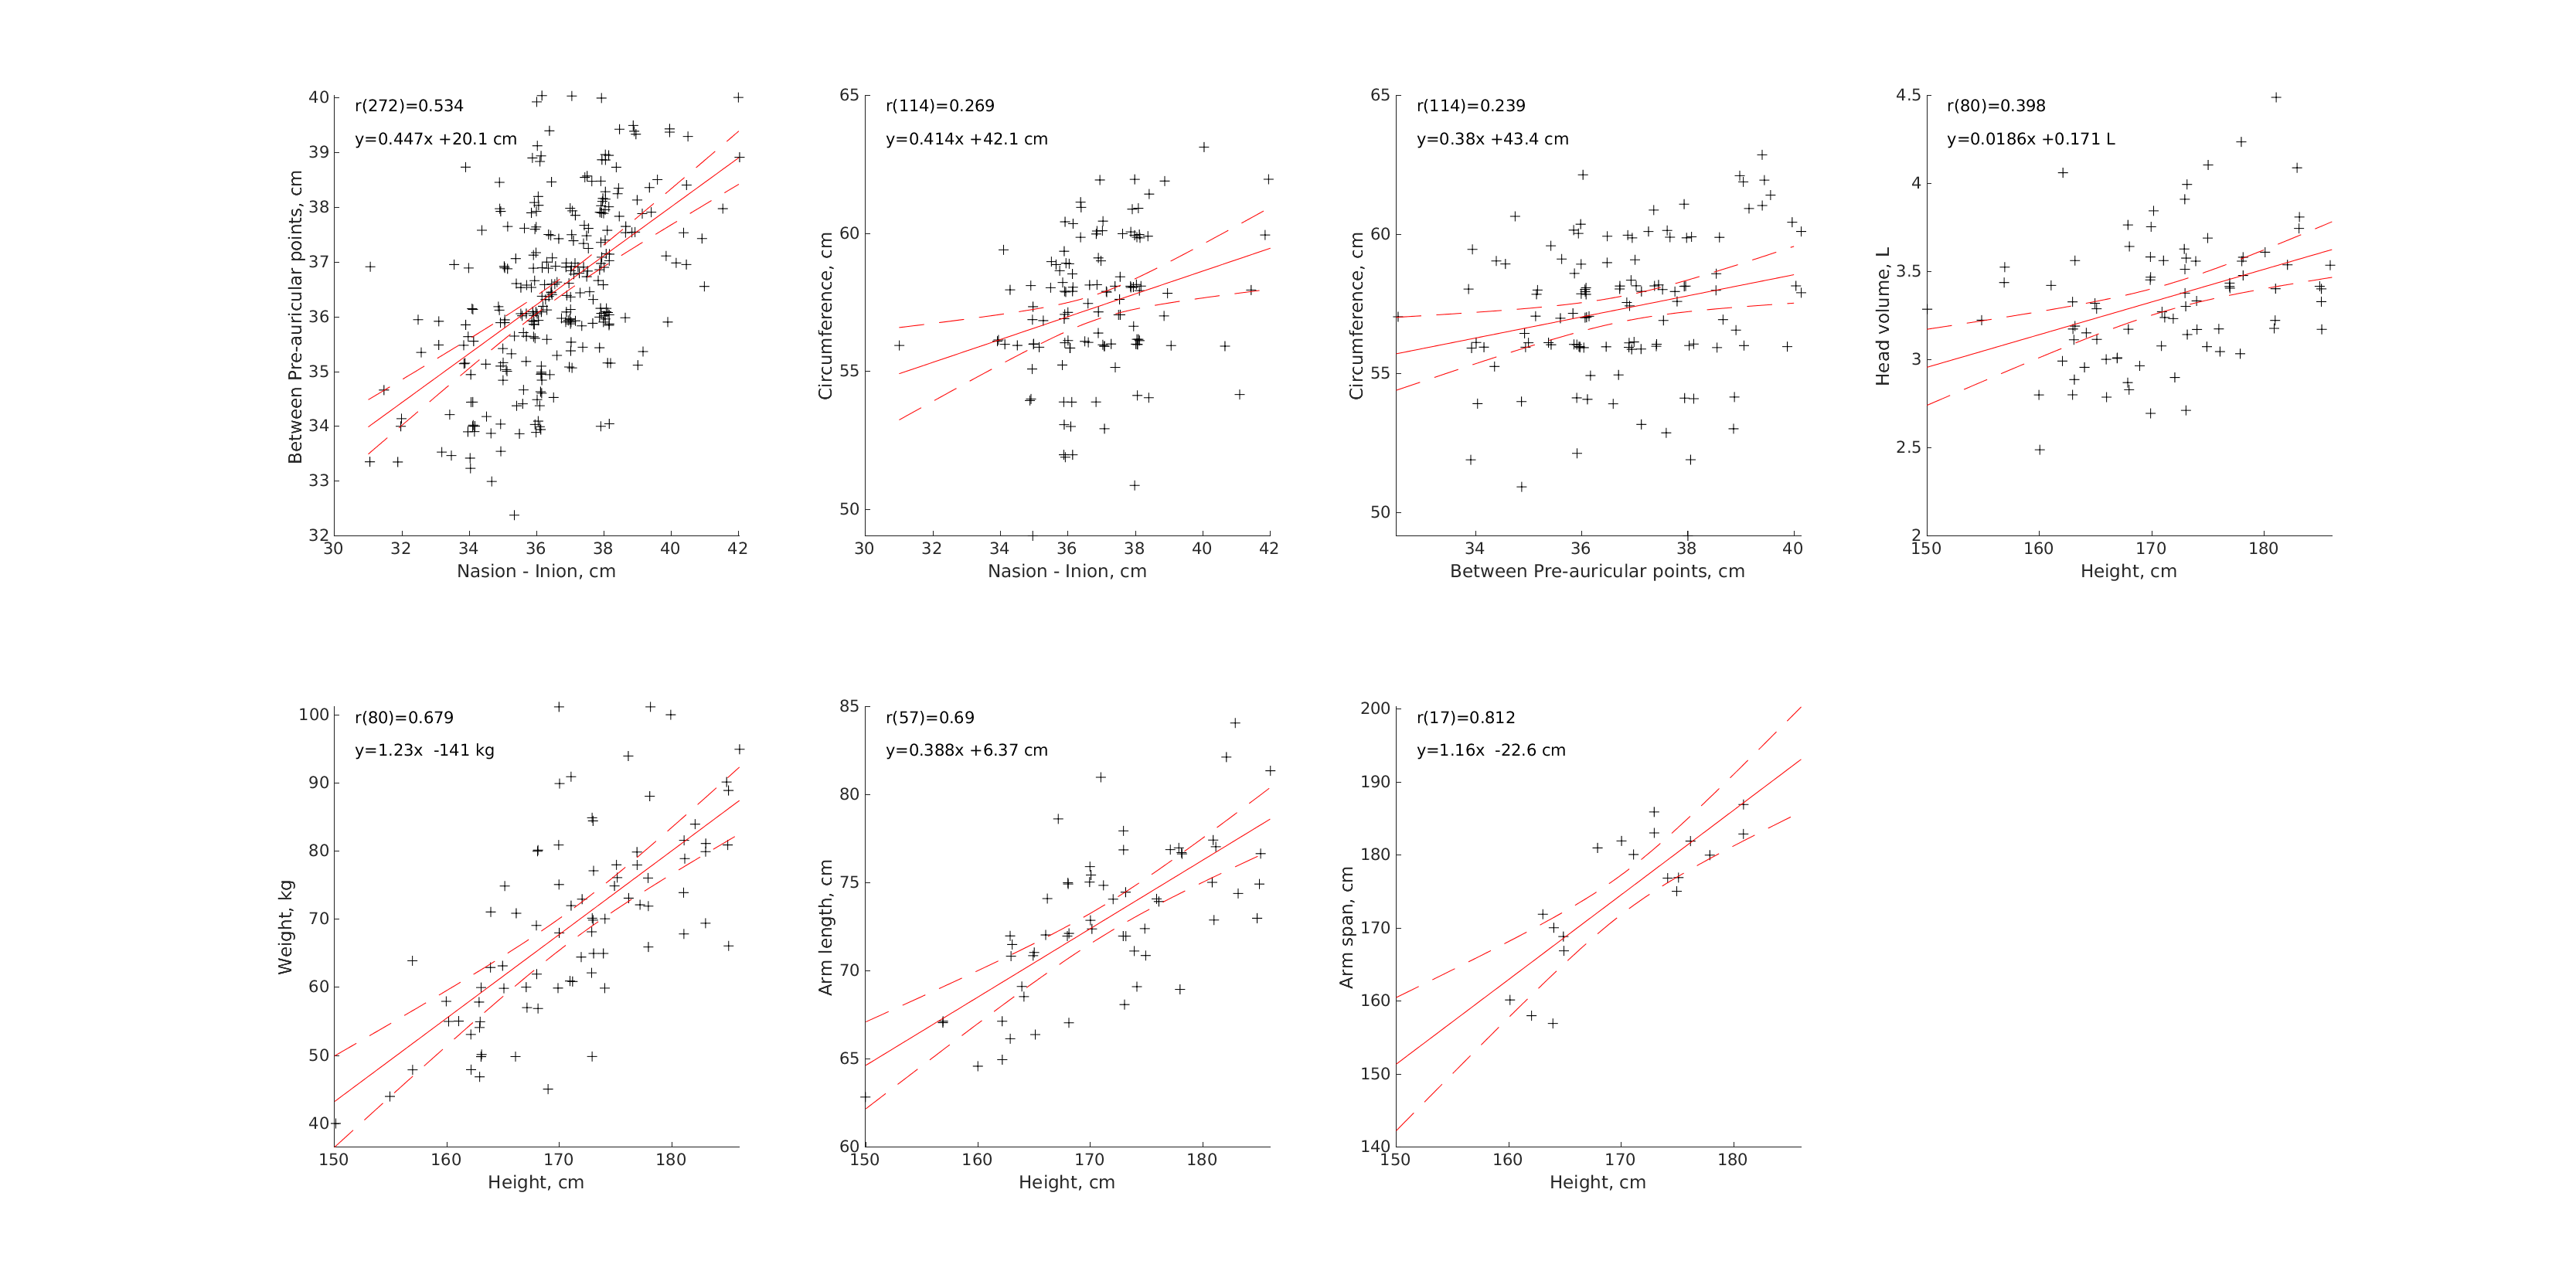 r(272)=0.534
y=0.447x +20.1 cm
Between Pre-auricular points, cm
40
39
38
37
36
35
34
33
32
30 32 34 36 38 40 42
Nasion - Inion, cm
r(114)=0.269
y=0.414x +42.1 cm
Circumference, cm
65
60
55
50
30 32 34 36 38 40 42
Nasion - Inion, cm
r(114)=0.239
y=0.38x +43.4 cm
Circumference, cm
65
60
55
50
34 36 38 40
Between Pre-auricular points, cm
r(80)=0.398
y=0.0186x +0.171 L
Head volume, L
4.5
4
3.5
3
2.5
2
150 160 170 180
Height, cm
r(80)=0.679
y=1.23x -141 kg
Weight, kg
100
90
80
70
60
50
40
150 160 170 180
Height, cm
r(57)=0.69
y=0.388x +6.37 cm
Arm length, cm
85
80
75
70
65
60
150 160 170 180
Height, cm
r(17)=0.812
y=1.16x -22.6 cm
Arm span, cm
200
190
180
170
160
150
140
150 160 170 180
Height, cm